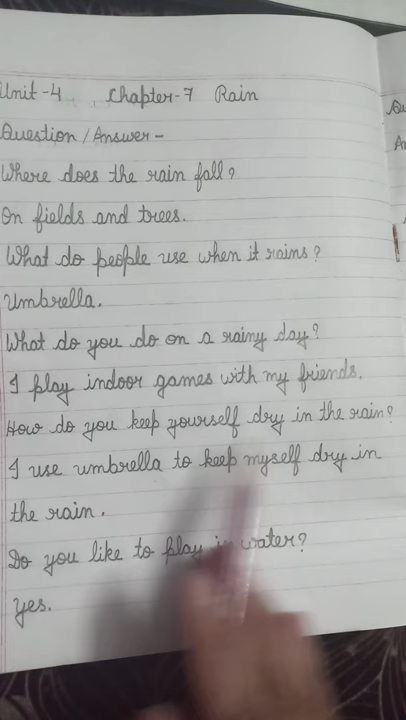 Unit-4 Chapter-7 Rain
Question/Answer-
Where does the rain fall?
On fields and trees.
What do people use when it rains?
Umbrella.
What do you do on a rainy day?
I play indoor games with my friends.
How do you keep yourself dry in the rain?
I use umbrella to keep myself dry in
the rain.
Do you like to play in water?
yes.